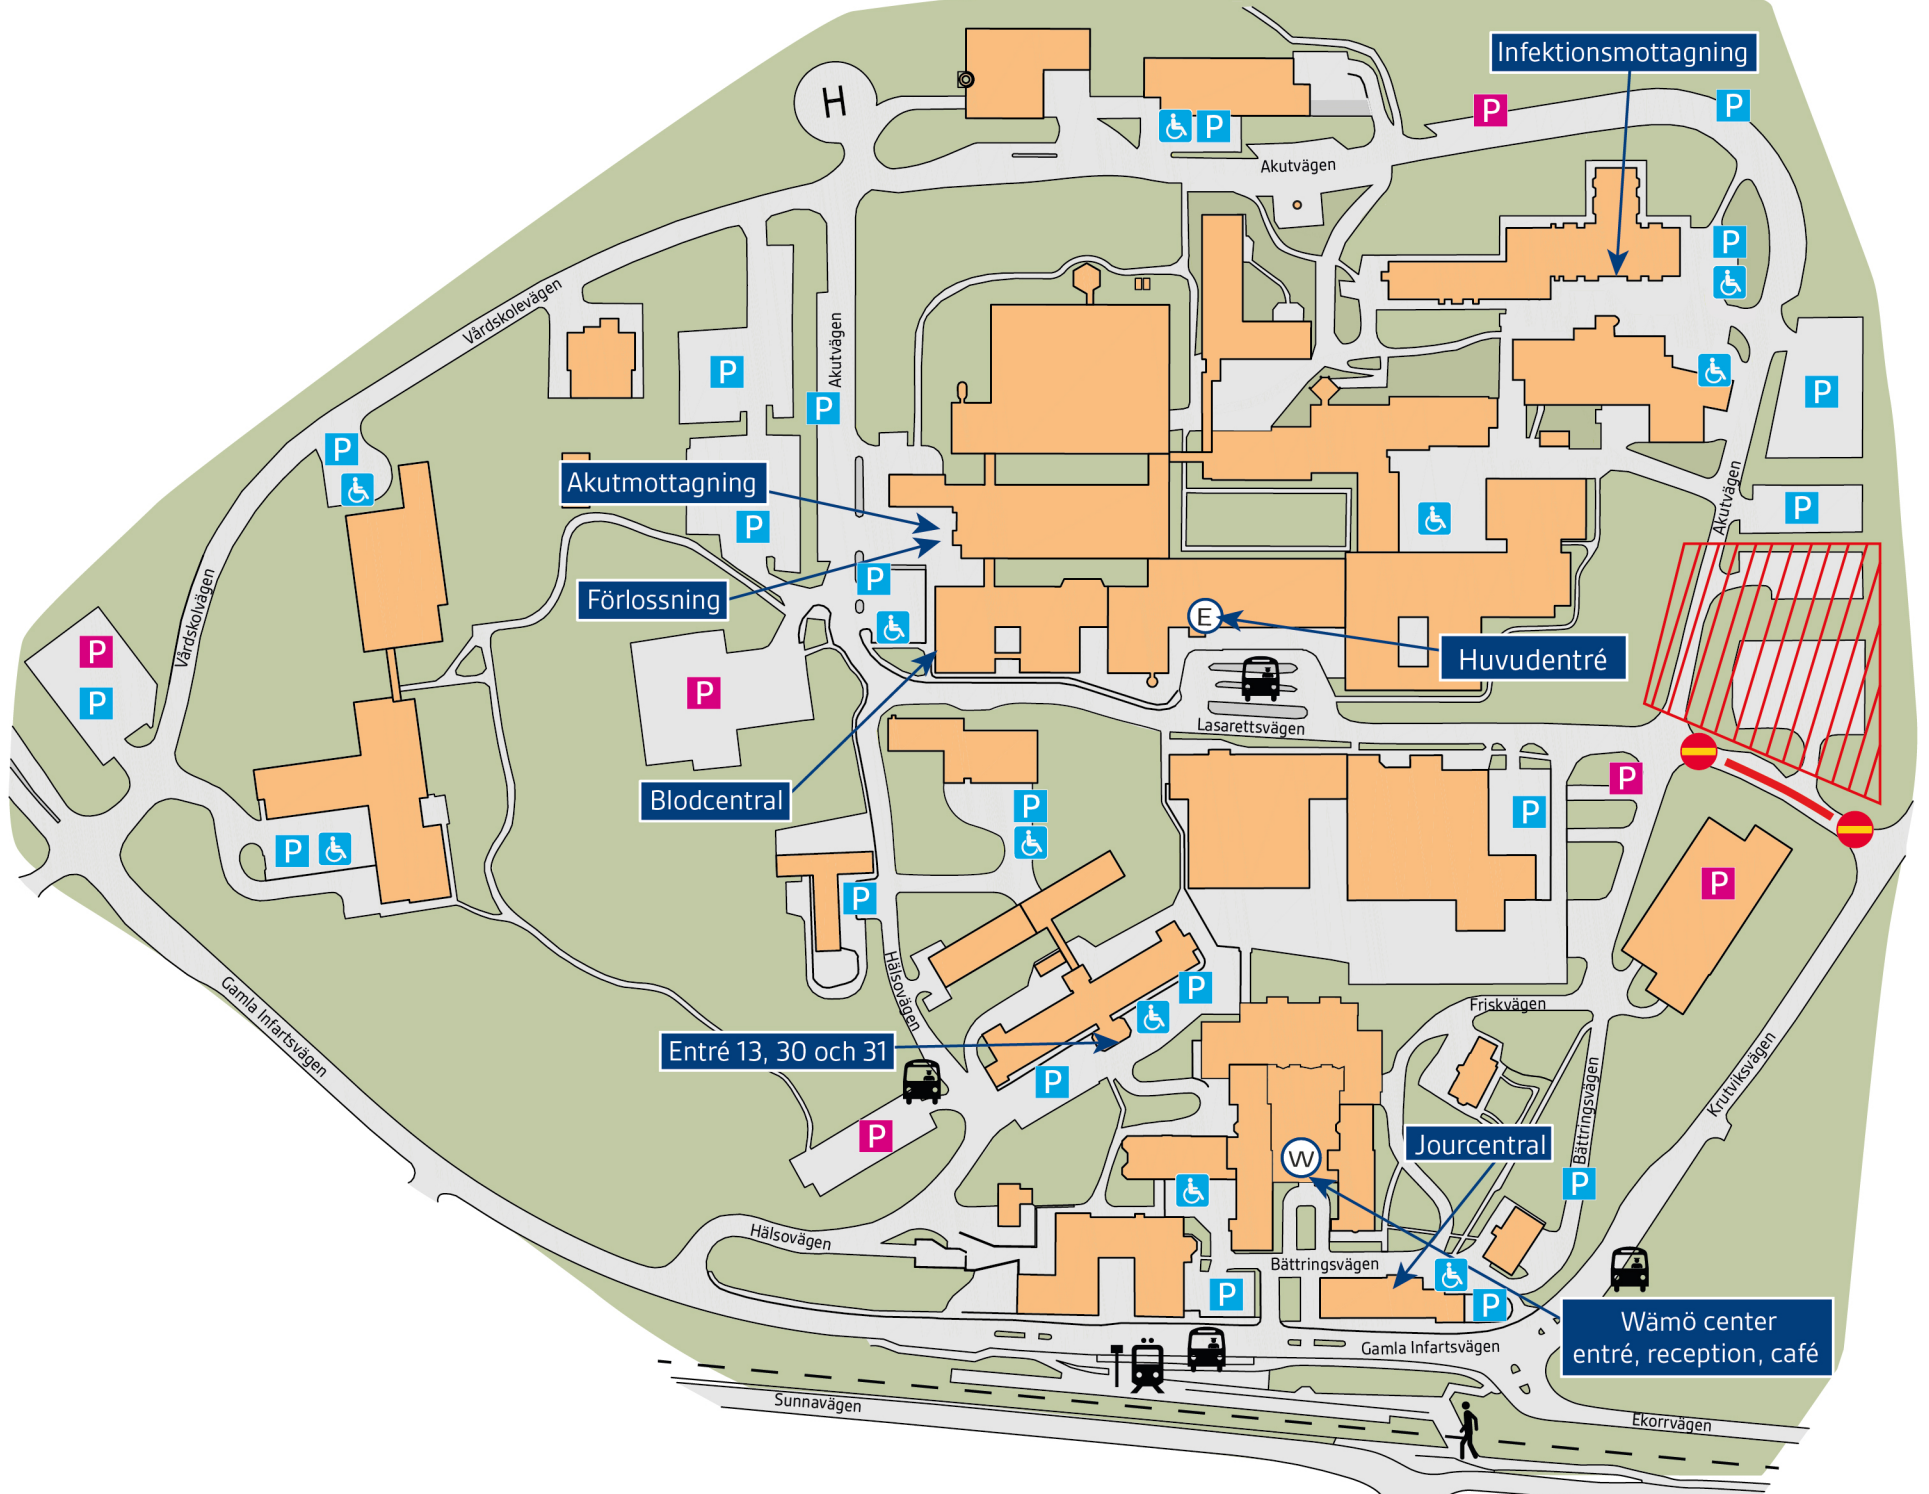 Infektionsmottagning
P
P
H
P
Akutvägen
P
Vårdskolevägen
Akutvägen
P
P
P
P
Akutmottagning
P
Akutvägen
P
P
Förlossning
P
E
Huvudentré
Vårdskolvägen
P
P
P
Lasarettsvägen
P
Blodcentral
P
P
P
P
P
P
Hälsovägen
Gamla Infartsvägen
P
Friskvägen
Entré 13, 30 och 31
P
Krutviksvägen
Bättringsvägen
P
Jourcentral
W
P
Hälsovägen
Bättringsvägen
P
P
Wämö center
entré, reception, café
Gamla Infartsvägen
Sunnavägen
Ekorrvägen